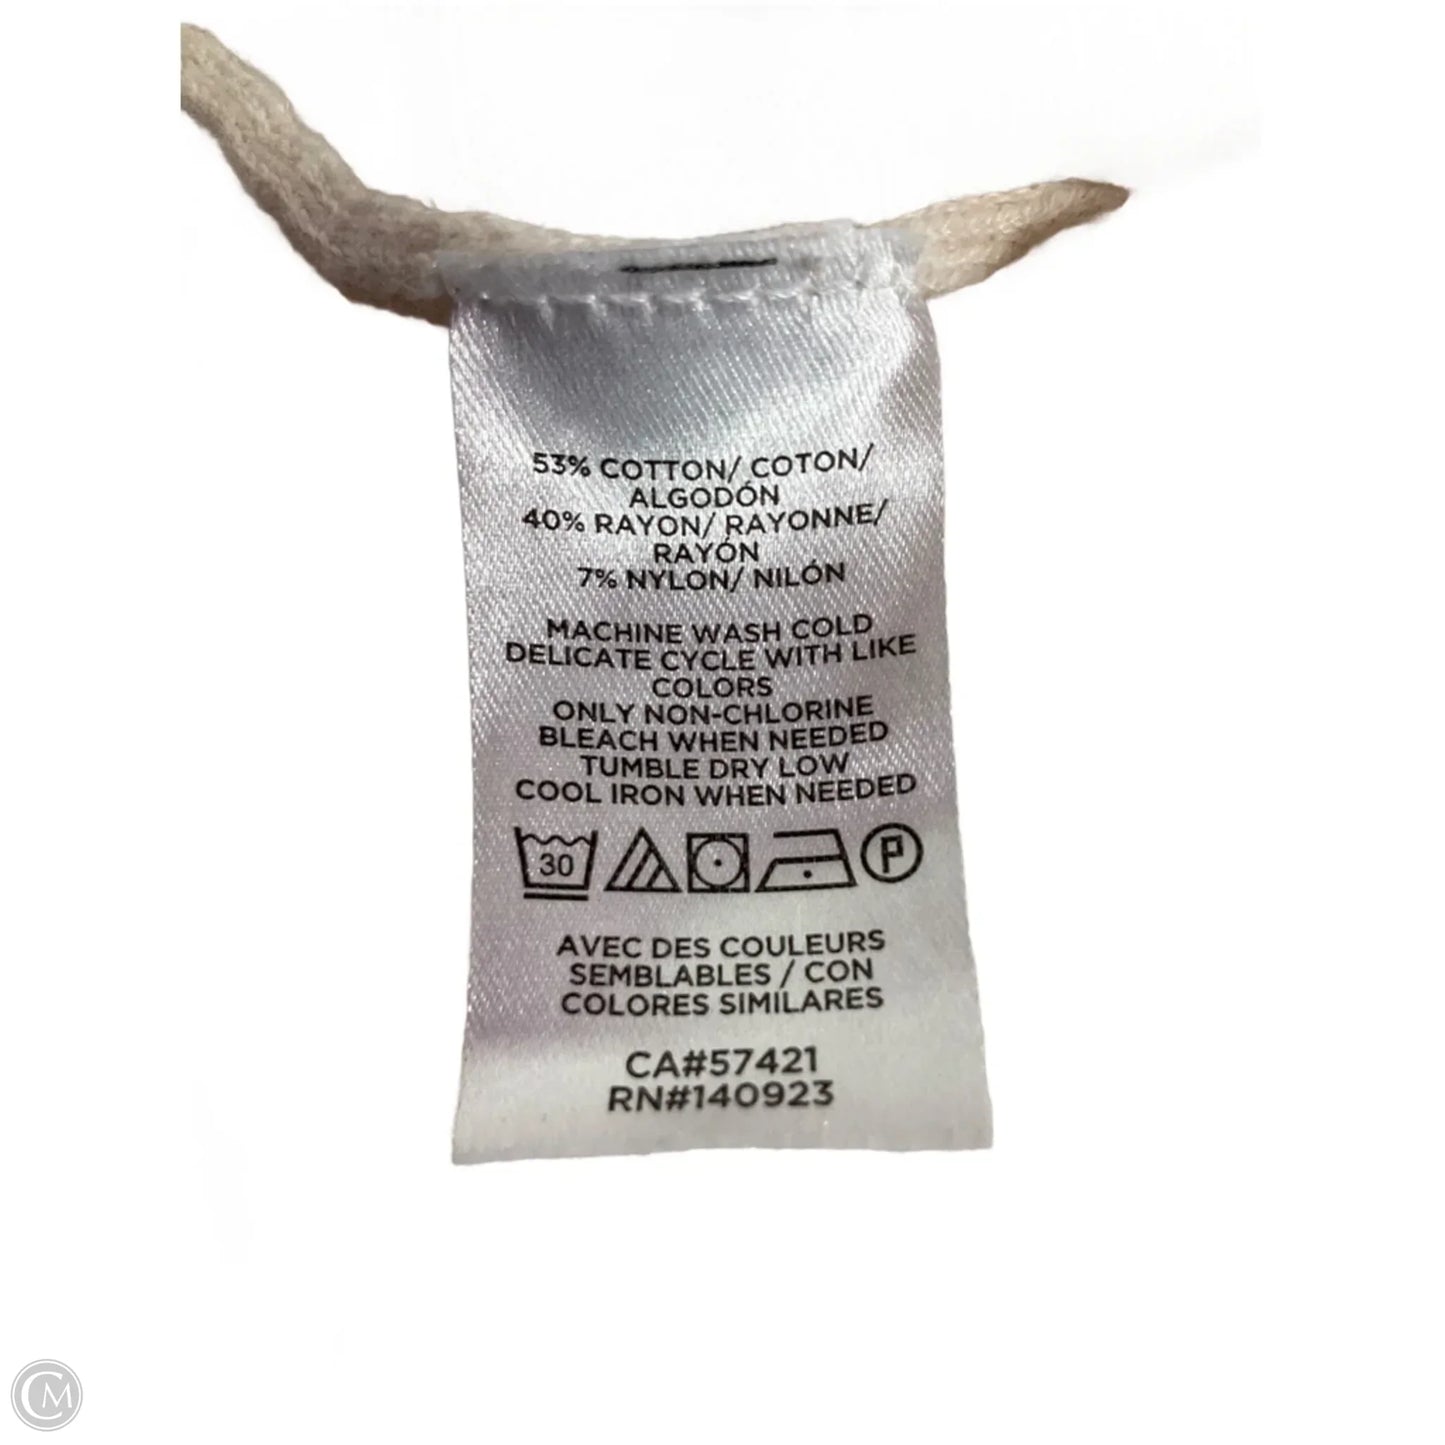 53% COTTON/ COTON/
ALGODÓN
40% RAYON/ RAYONNE/
RAYÓN
7% NYLON/ NILÓN
MACHINE WASH COLD
DELICATE CYCLE WITH LIKE
COLORS
ONLY NON-CHLORINE
BLEACH WHEN NEEDED
TUMBLE DRY LOW
COOL IRON WHEN NEEDED
30 P
AVEC DES COULEURS
SEMBLABLES / CON
COLORES SIMILARES
CA#57421
RN#140923
CM